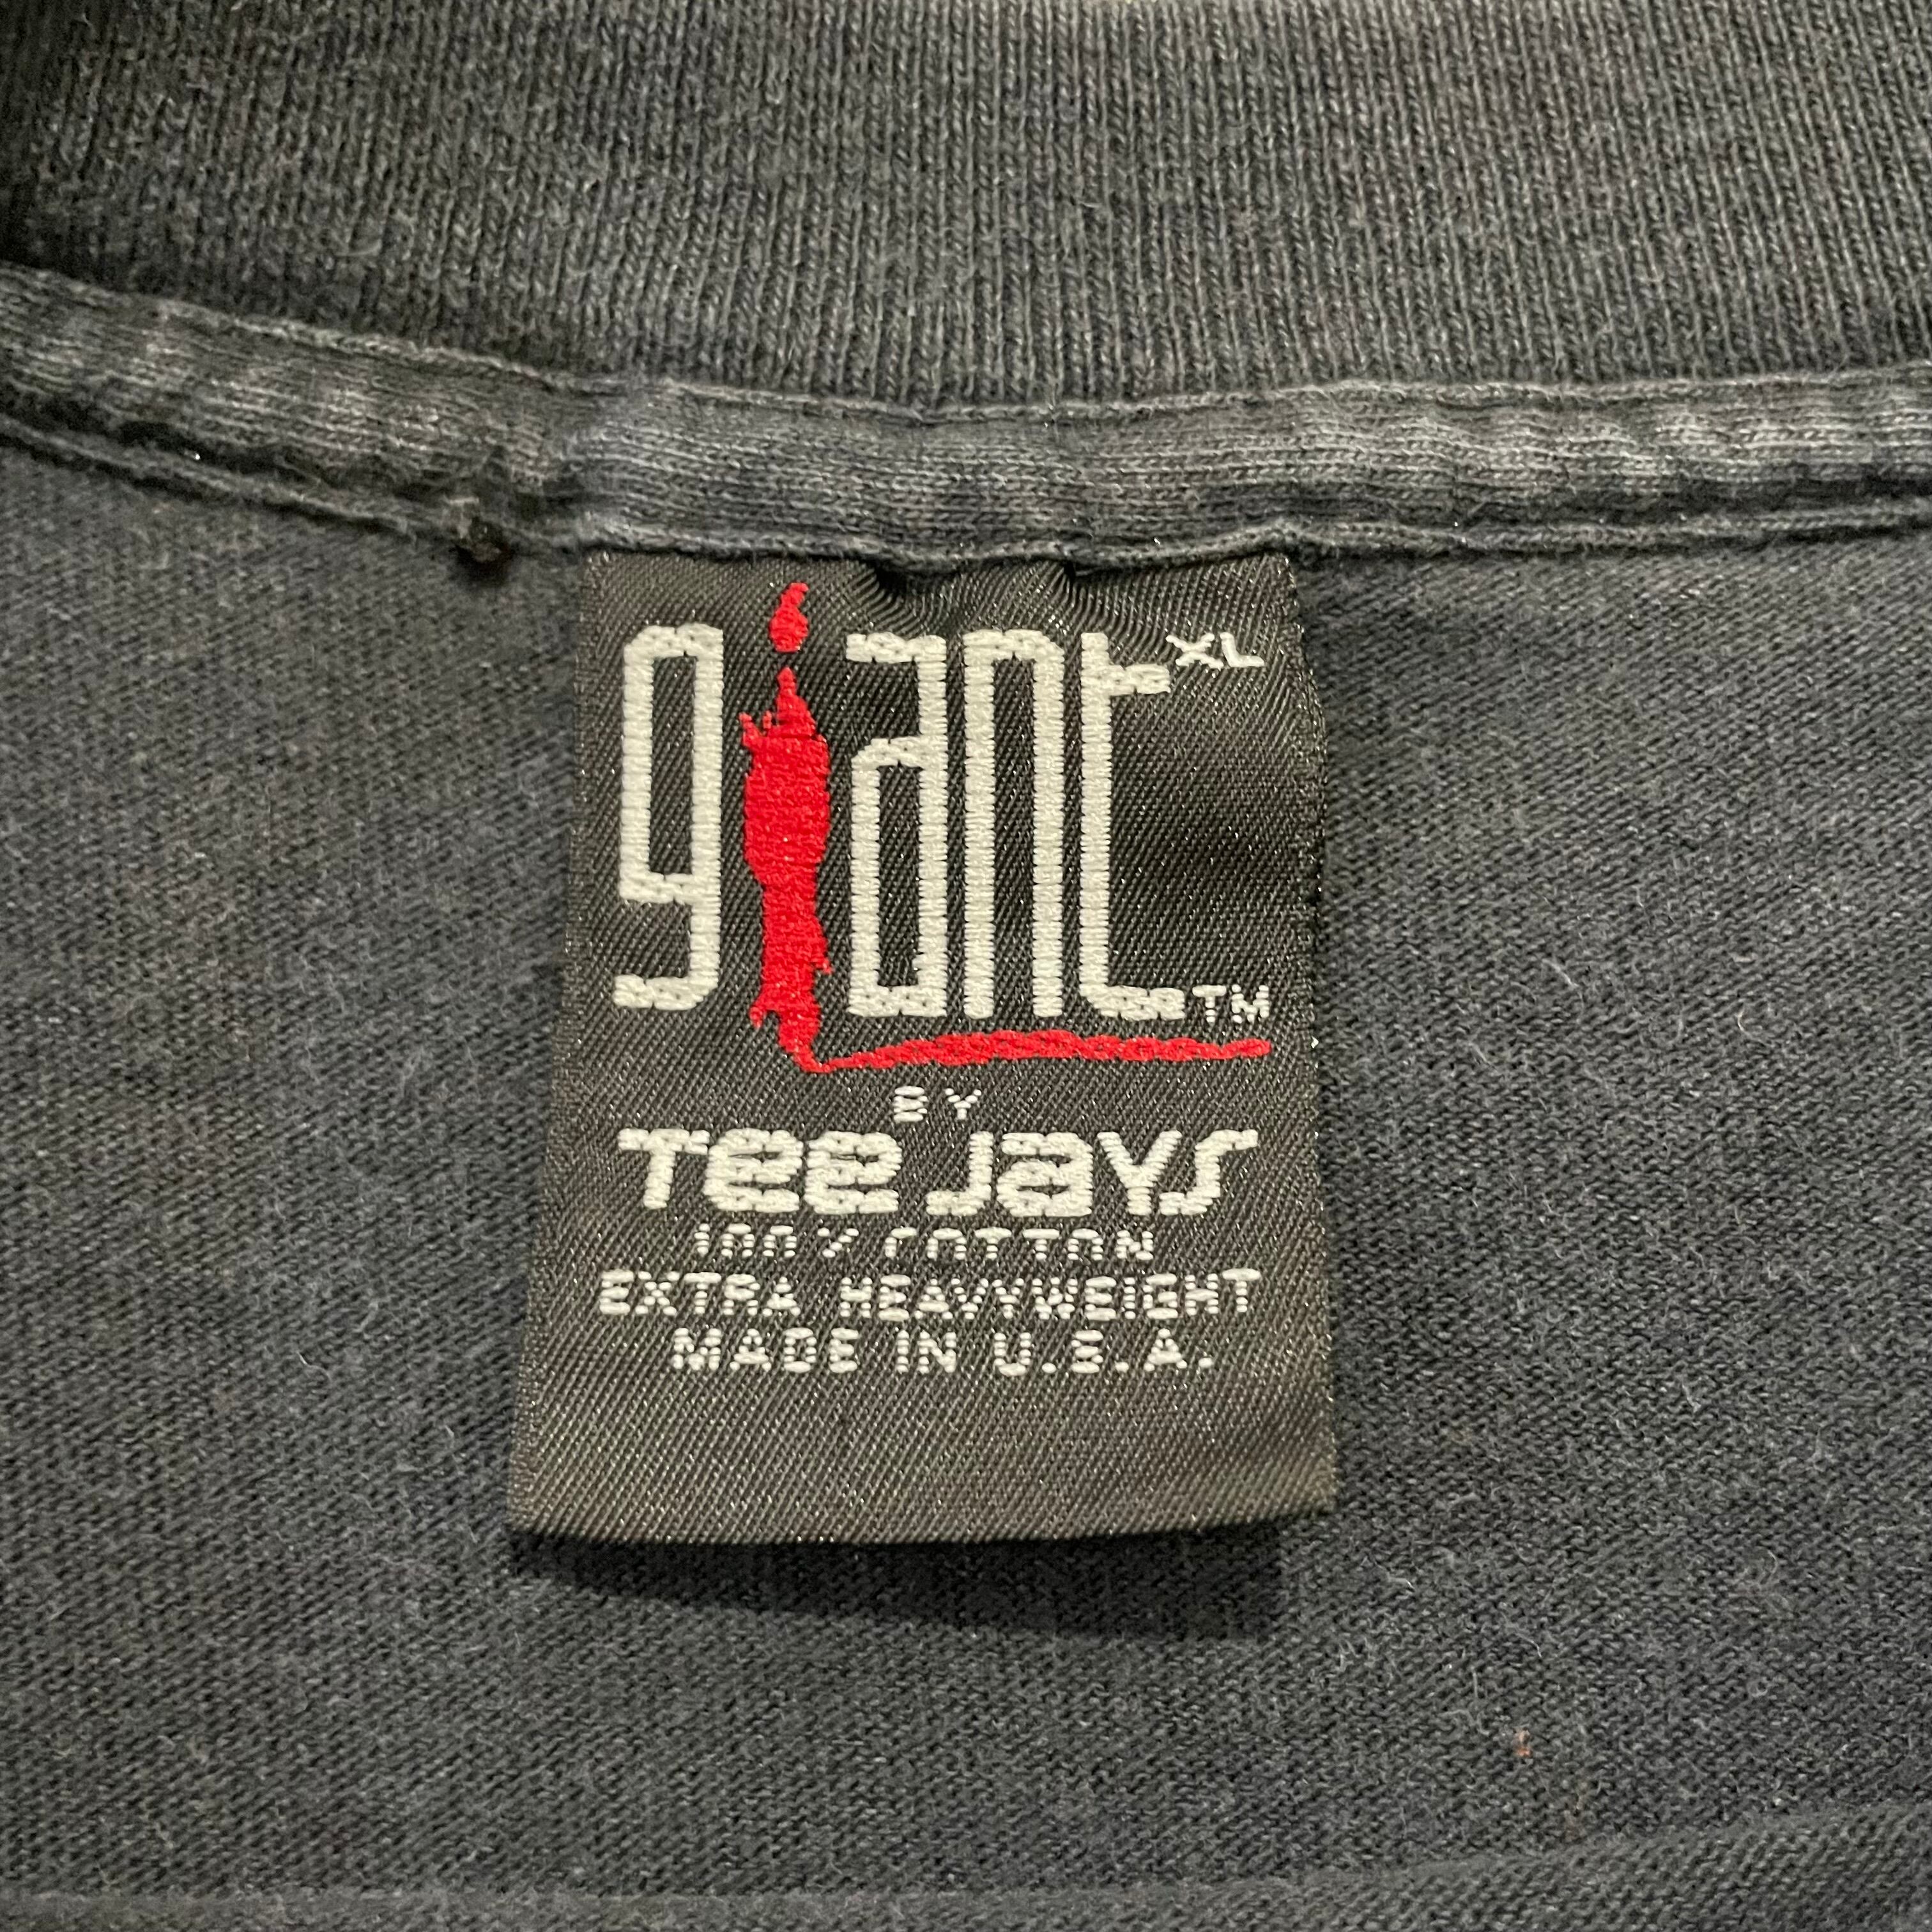 giant XL
TM
BY
Tee Jays
100% COTTON
EXTRA HEAVYWEIGHT
MADE IN U.S.A.